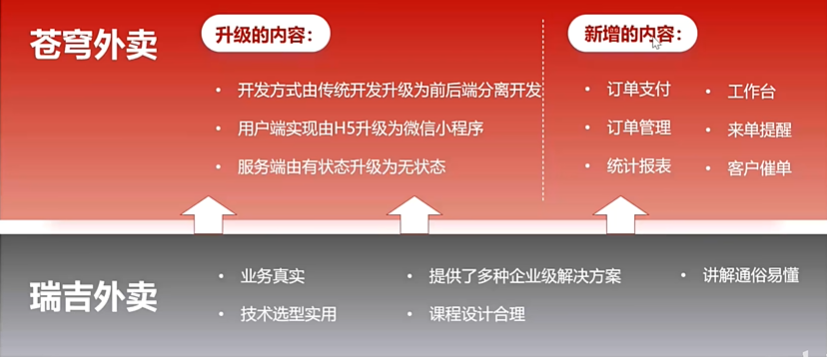 苍穹外卖
升级的内容：
• 开发方式由传统开发升级为前后端分离开发
• 用户端实现由H5升级为微信小程序
• 服务端由有状态升级为无状态
新增的内容：
• 订单支付
• 订单管理
• 统计报表
• 工作台
• 来单提醒
• 客户催单
瑞吉外卖
• 业务真实
• 技术选型实用
• 提供了多种企业级解决方案
• 课程设计合理
• 讲解通俗易懂